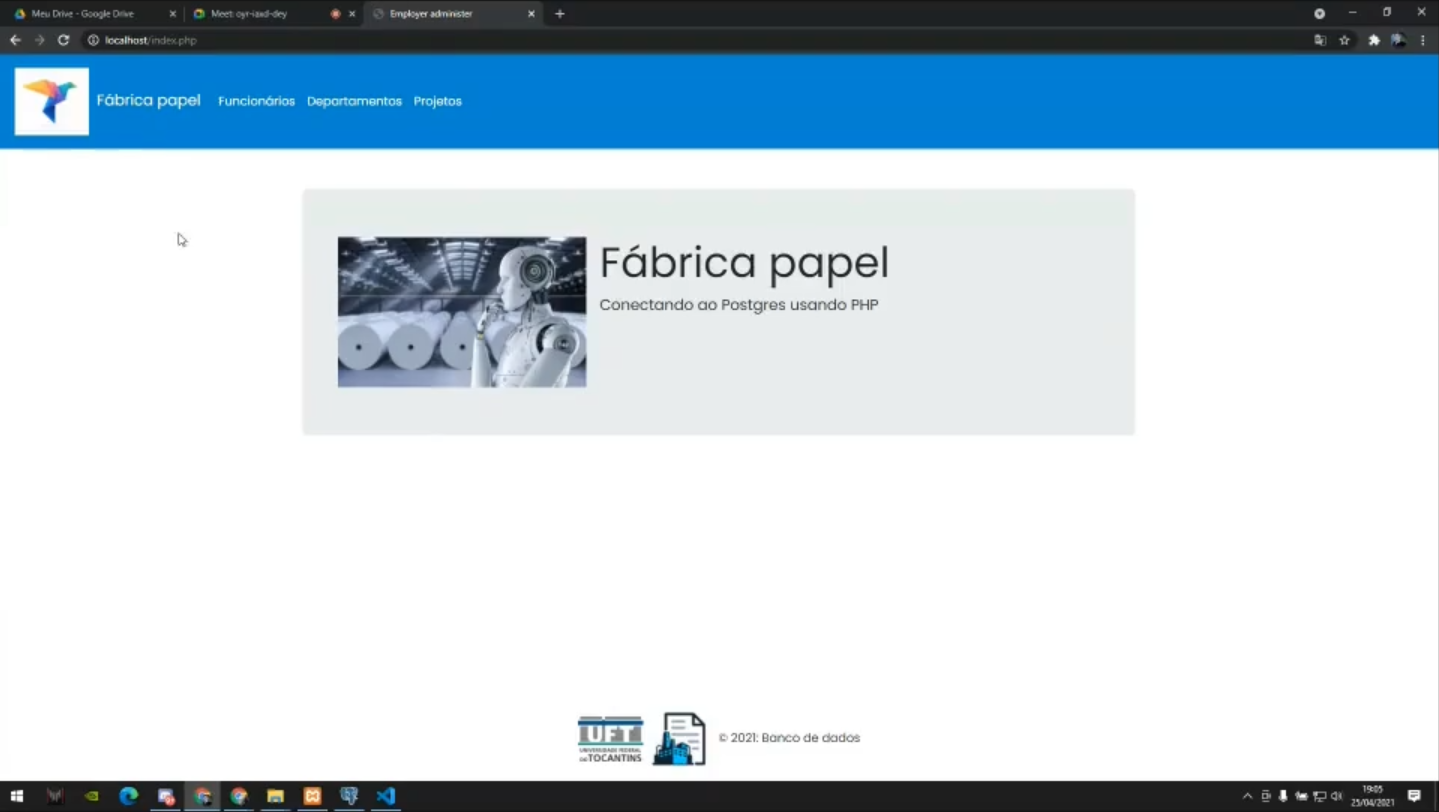 Meu Drive - Google Drive
Meet: oyr-iaxd-dey
Employer administer
localhost/index.php
Fábrica papel
Funcionários
Departamentos
Projetos
Fábrica papel
Conectando ao Postgres usando PHP
UFT
UNIVERSIDADE FEDERAL
DO TOCANTINS
© 2021: Banco de dados
19:05
25/04/2021